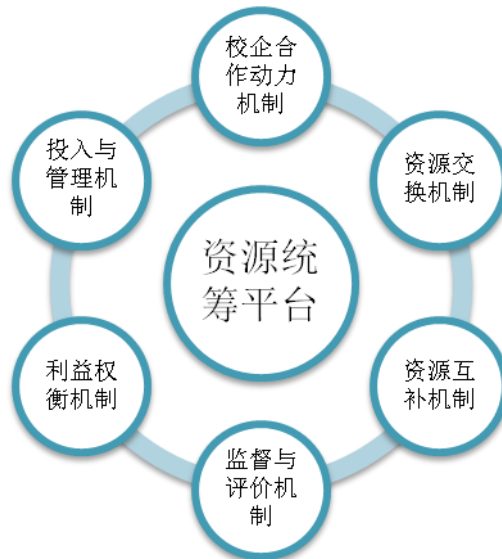 校企合
作动力
机制
投入与
管理机
制
资源交
换机制
资源统
筹平台
利益权
衡机制
资源互
补机制
监督与
评价机
制